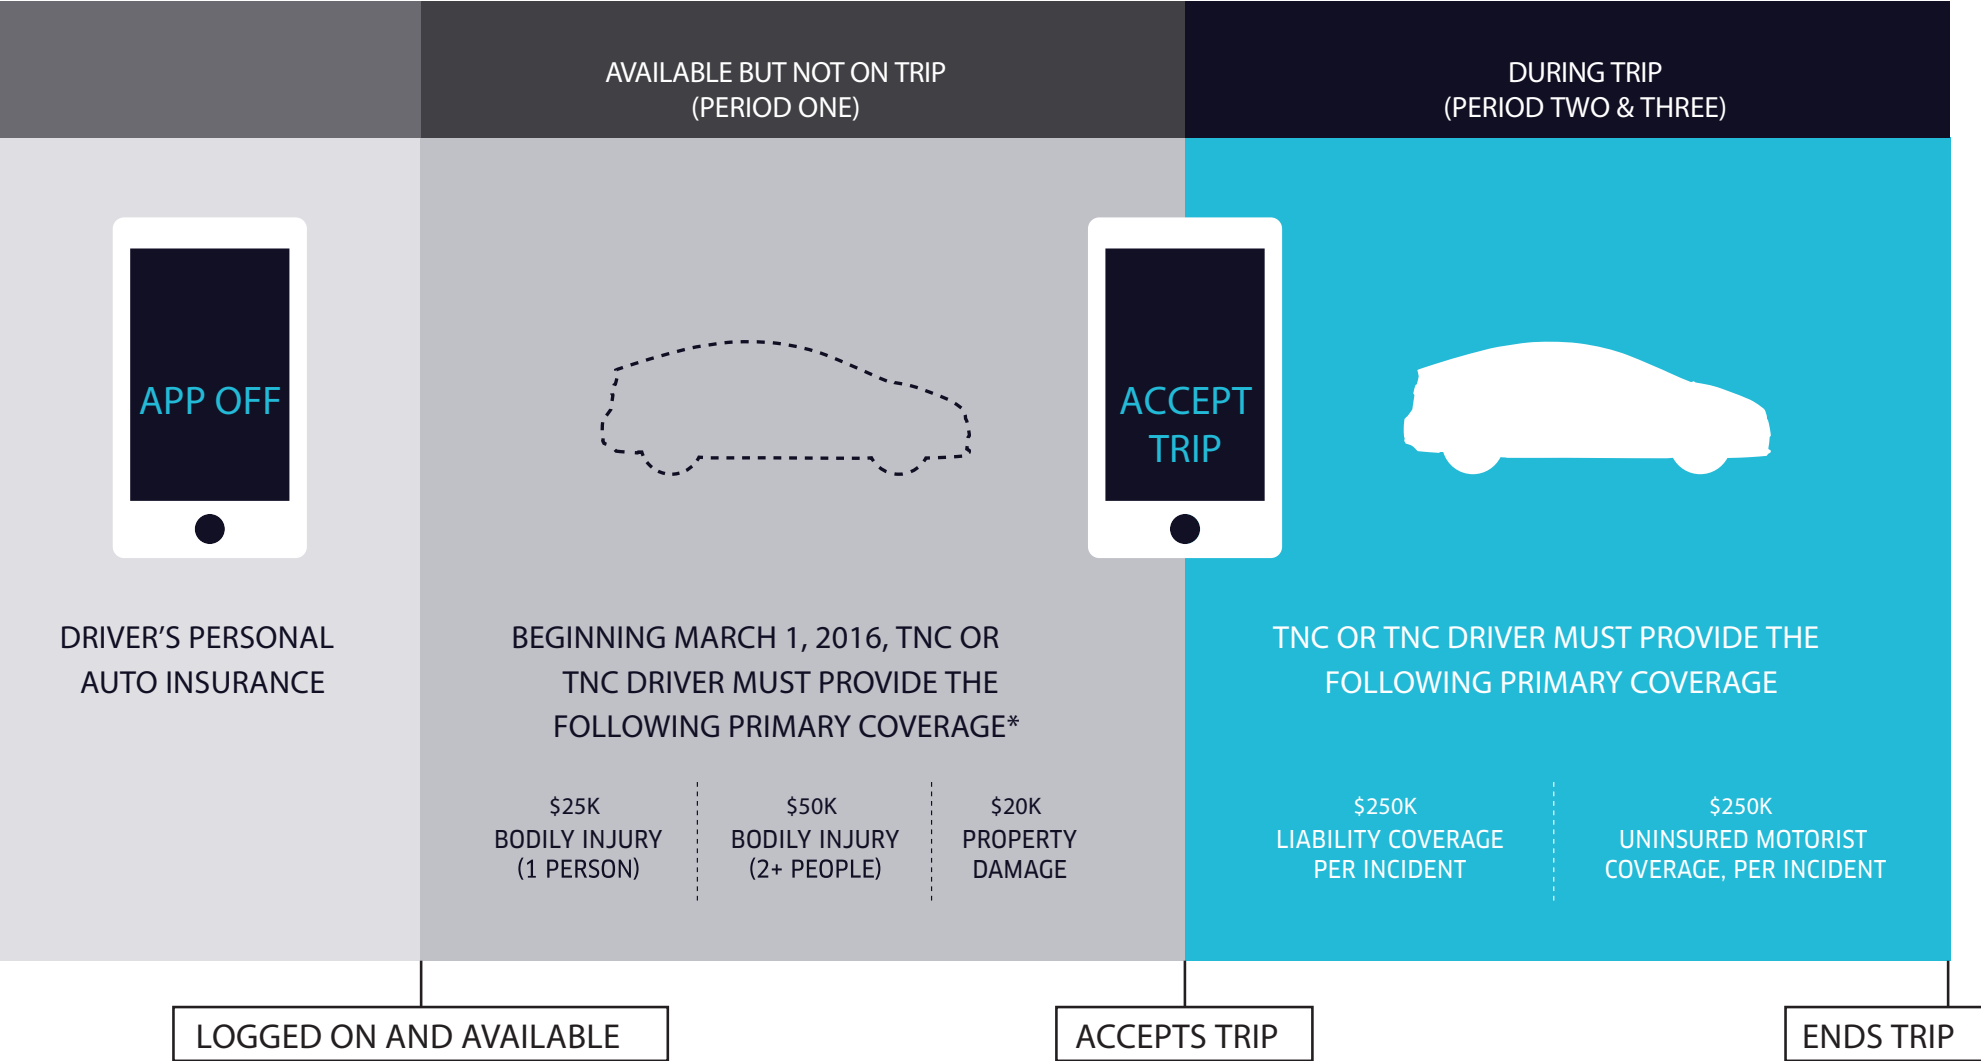 AVAILABLE BUT NOT ON TRIP
(PERIOD ONE)
DURING TRIP
(PERIOD TWO & THREE)
APP OFF
ACCEPT
TRIP
DRIVER'S PERSONAL
AUTO INSURANCE
BEGINNING MARCH 1, 2016, TNC OR
TNC DRIVER MUST PROVIDE THE
FOLLOWING PRIMARY COVERAGE*
$25K
BODILY INJURY
(1 PERSON)
$50K
BODILY INJURY
(2+ PEOPLE)
$20K
PROPERTY
DAMAGE
TNC OR TNC DRIVER MUST PROVIDE THE
FOLLOWING PRIMARY COVERAGE
$250K
LIABILITY COVERAGE
PER INCIDENT
$250K
UNINSURED MOTORIST
COVERAGE, PER INCIDENT
LOGGED ON AND AVAILABLE
ACCEPTS TRIP
ENDS TRIP